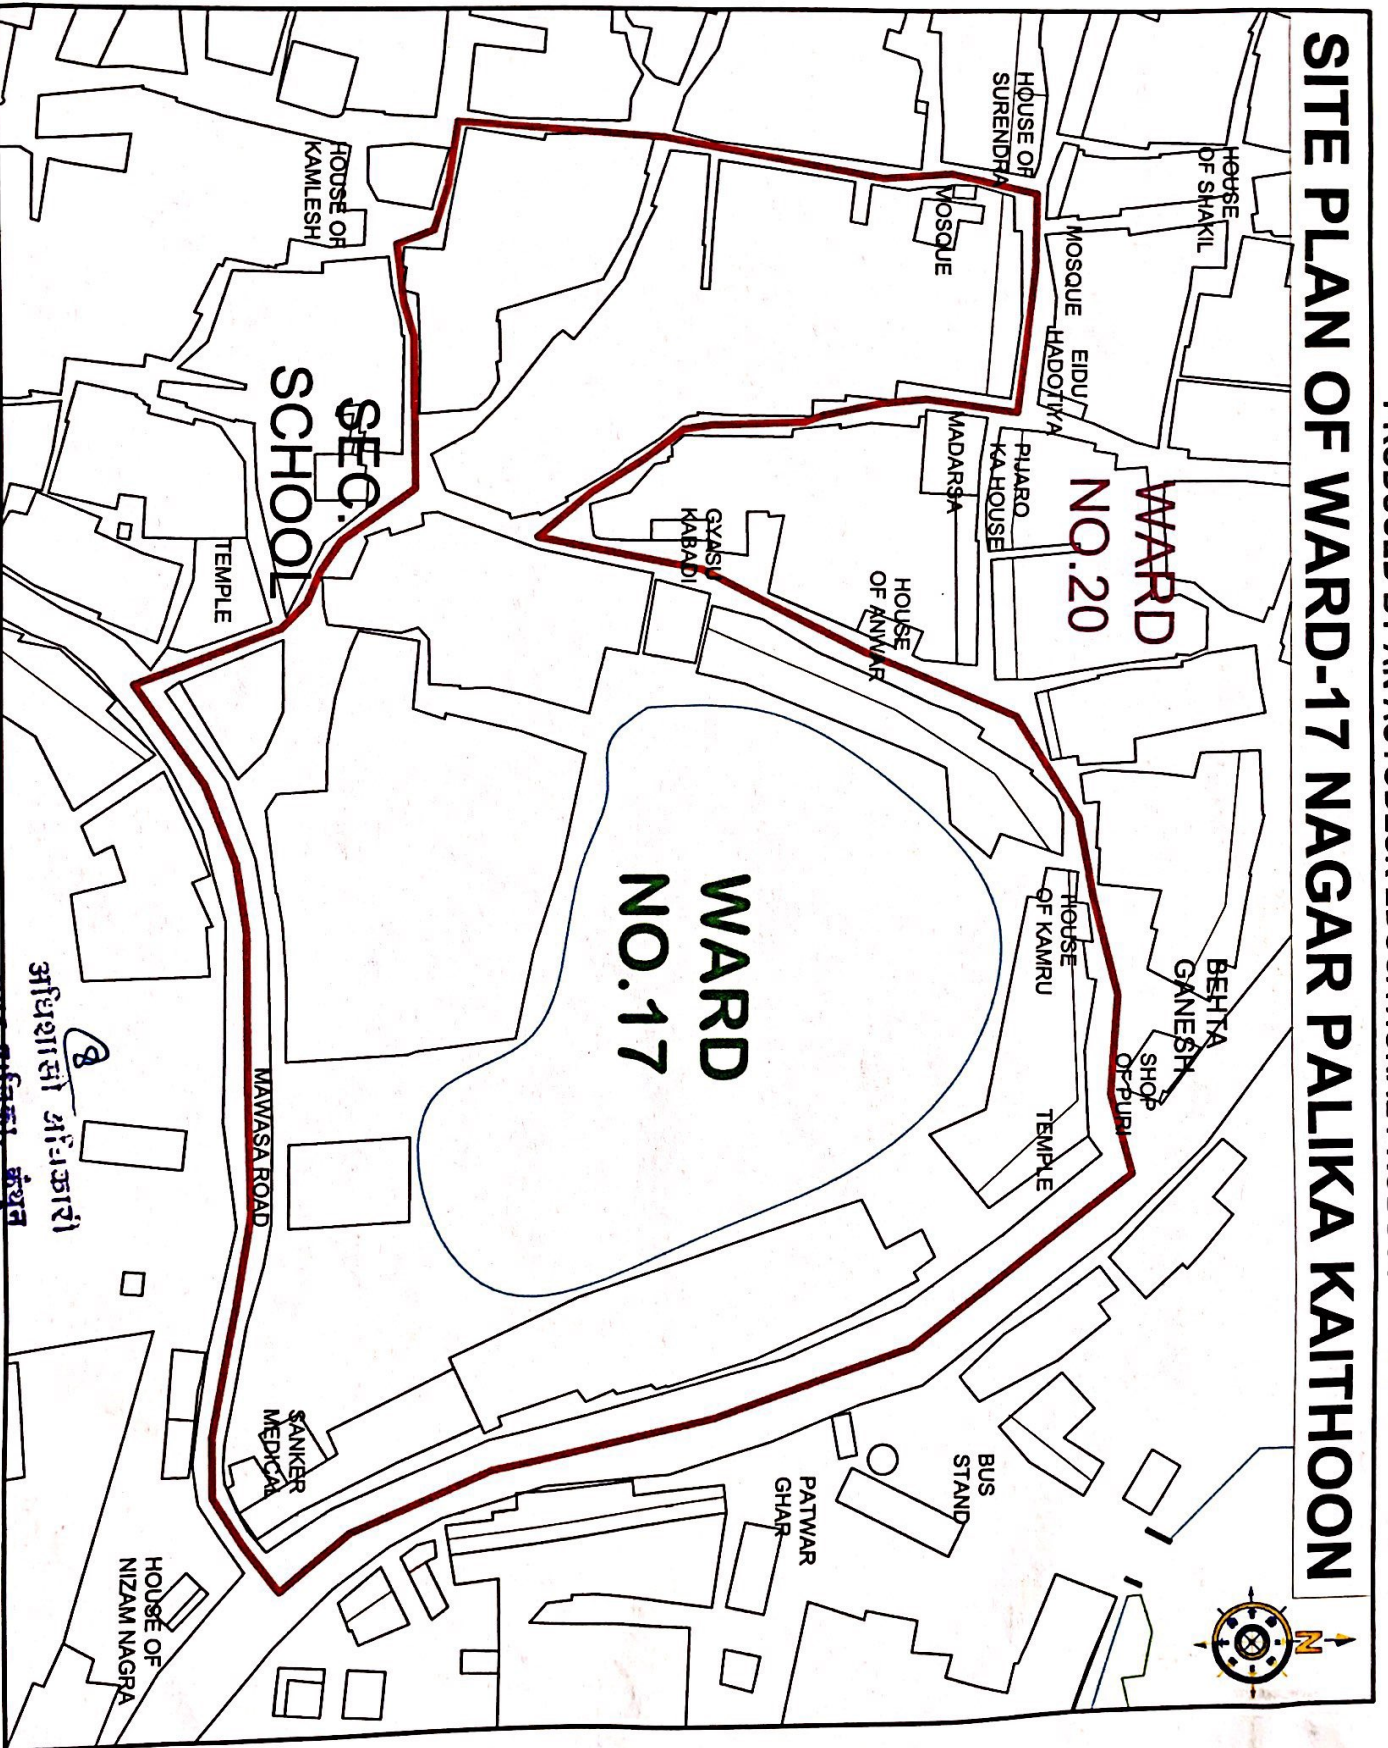 SITE PLAN OF WARD-17 NAGAR PALIKA KAITHOON
N
HOUSE
OF SHAKIL
HOUSE OF
SURENDRA
MOSQUE
MOSQUE
EIDU
HADOTIYA
WARD
NO.20
PIJARO
KA HOUSE
MADARSA
GYASU
KABADI
HOUSE
OF ANWAR
BEHTA
GANESH
SHOP
OF PURI
HOUSE
OF KAMRU
TEMPLE
WARD
NO.17
BUS
STAND
PATWAR
GHAR
HOUSE OF
KAMLESH
SEC.
SCHOOL
TEMPLE
MAWASA ROAD
SANKER
MEDICAL
HOUSE OF
NIZAM NAGRA
8
अधिशासी अधिकारी